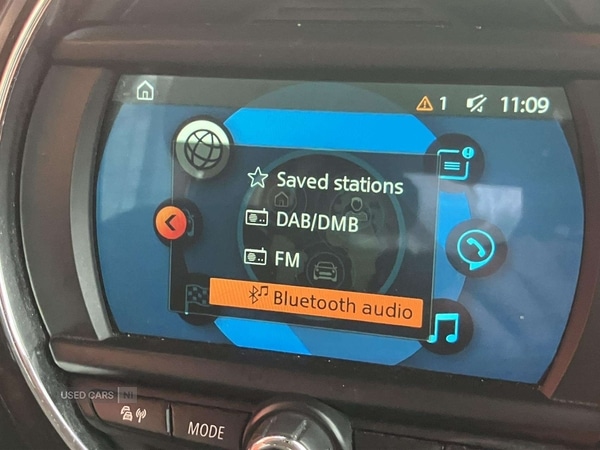 1 11:09
Saved stations
DAB/DMB
FM
Bluetooth audio
USED CARS NI
MODE